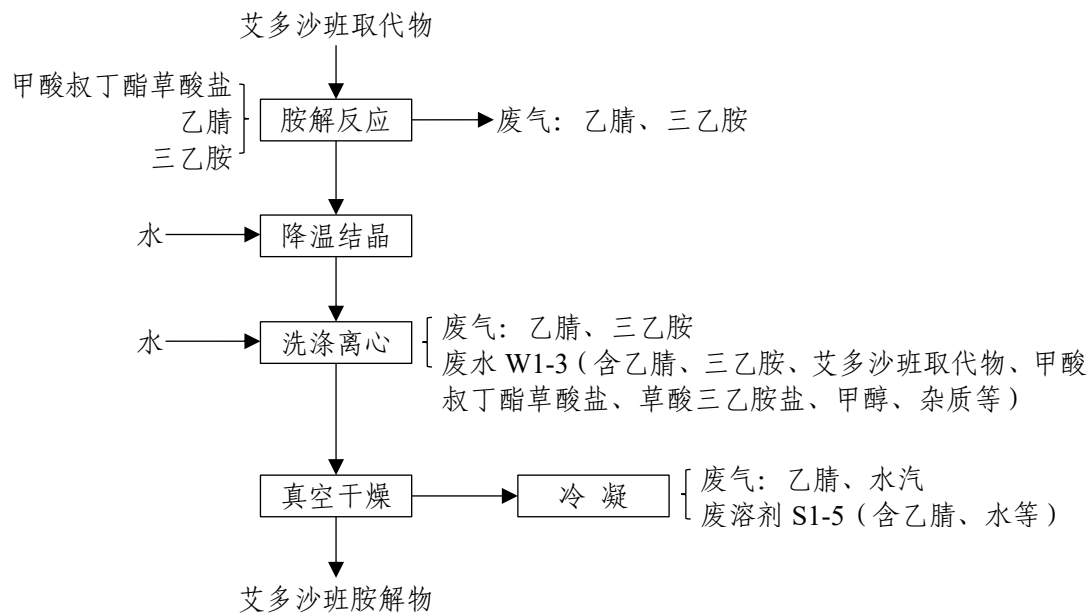 艾多沙班取代物
甲酸叔丁酯草酸盐
乙腈
三乙胺
胺解反应
废气：乙腈、三乙胺
水
降温结晶
水
洗涤离心
废气：乙腈、三乙胺
废水 W1-3（含乙腈、三乙胺、艾多沙班取代物、甲酸
叔丁酯草酸盐、草酸三乙胺盐、甲醇、杂质等）
真空干燥
冷 凝
废气：乙腈、水汽
废溶剂 S1-5（含乙腈、水等）
艾多沙班胺解物